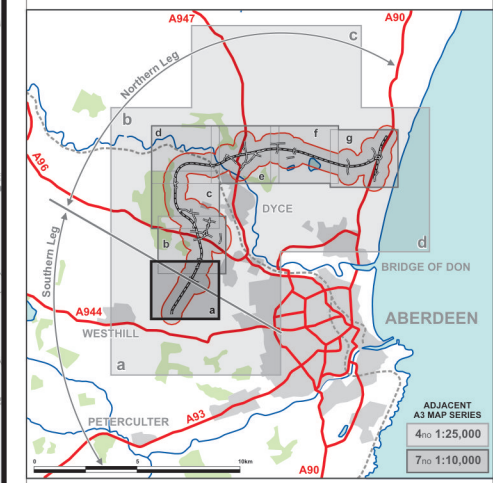 A947
A90
c
Northern Leg
b
d
f
g
A96
e
c
DYCE
Southern Leg
b
d
BRIDGE OF DON
a
A944
ABERDEEN
WESTHILL
a
ADJACENT
A3 MAP SERIES
PETERCULTER
A93
4no 1:25,000
7no 1:10,000
0 5 10km
A90